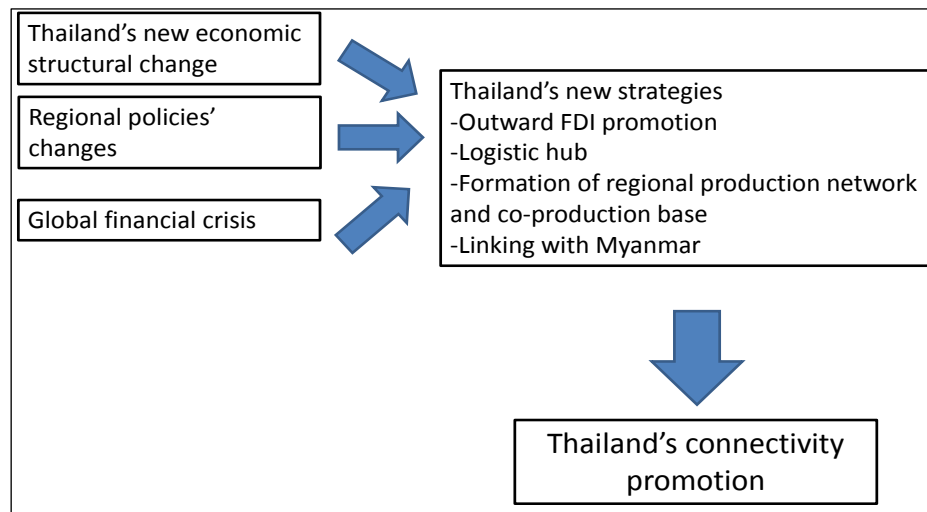 Thailand’s new economic
structural change
Regional policies’
changes
Global financial crisis
Thailand’s new strategies
-Outward FDI promotion
-Logistic hub
-Formation of regional production network
and co-production base
-Linking with Myanmar
Thailand’s connectivity
promotion